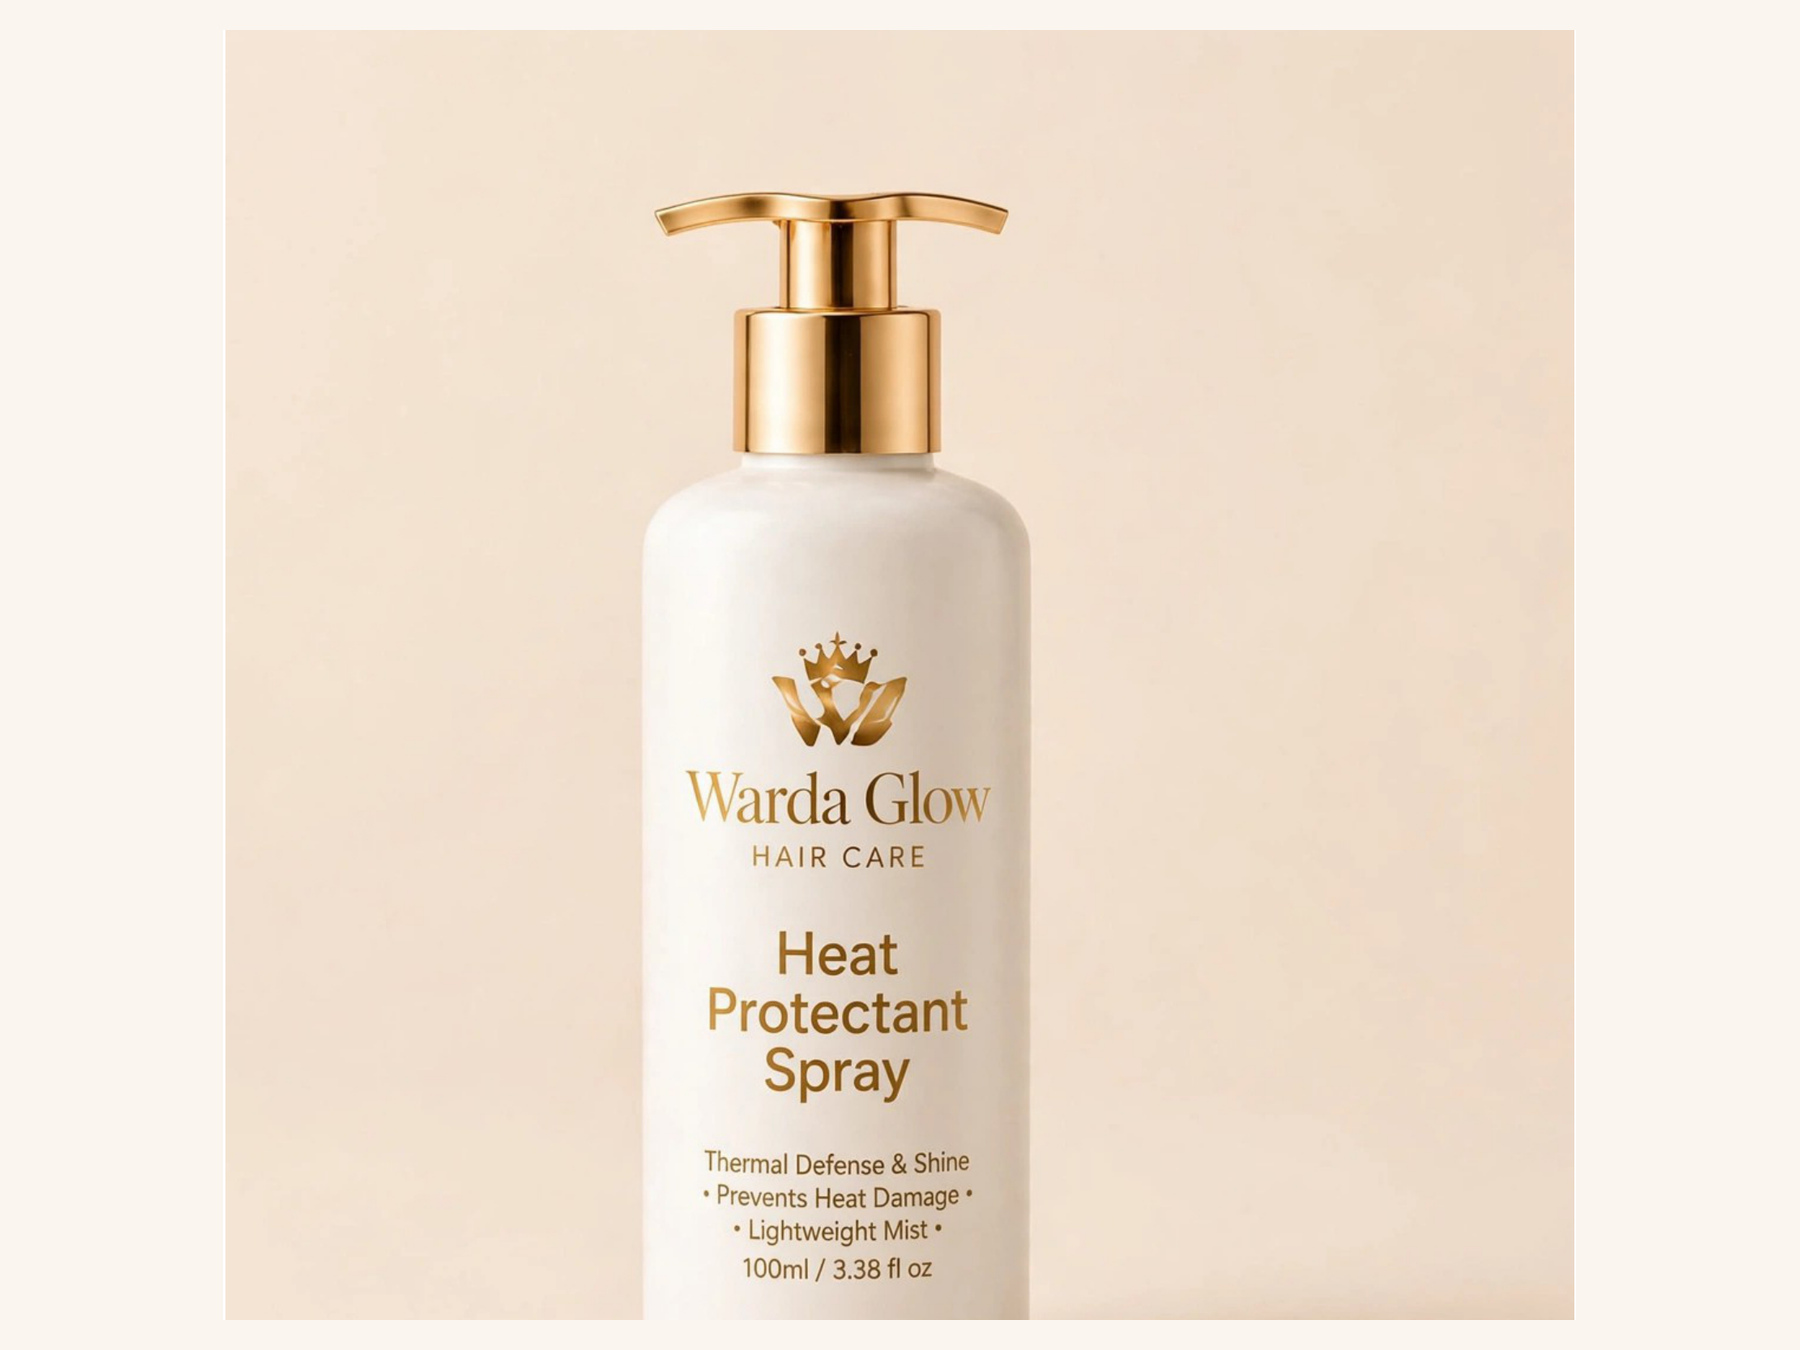 Warda Glow
HAIR CARE
Heat
Protectant
Spray
Thermal Defense & Shine
• Prevents Heat Damage •
• Lightweight Mist •
100ml / 3.38 fl oz